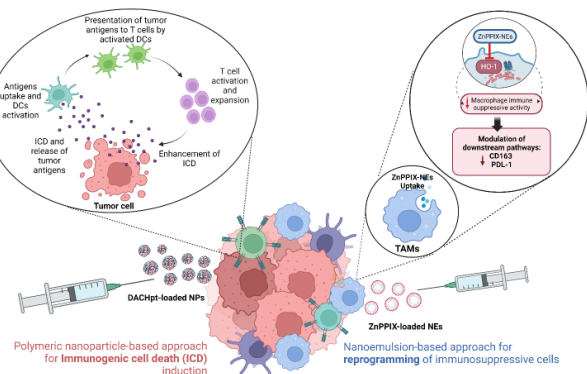 Presentation of tumor
antigens to T cells by
activated DCs
Antigens
uptake and
DCs
activation
T cell
activation
and
expansion
ICD and
release of
tumor
antigens
Enhancement of
ICD
Tumor cell
ZnPPIX-NEs
HO-1
Macrophage immune
suppressive activity
Modulation of
downstream pathways:
CD163
PDL-1
ZnPPIX-NEs
Uptake
TAMs
DACHpt-loaded NPs
ZnPPIX-loaded NEs
Polymeric nanoparticle-based approach
for Immunogenic cell death (ICD)
induction
Nanoemulsion-based approach for
reprogramming of immunosuppressive cells